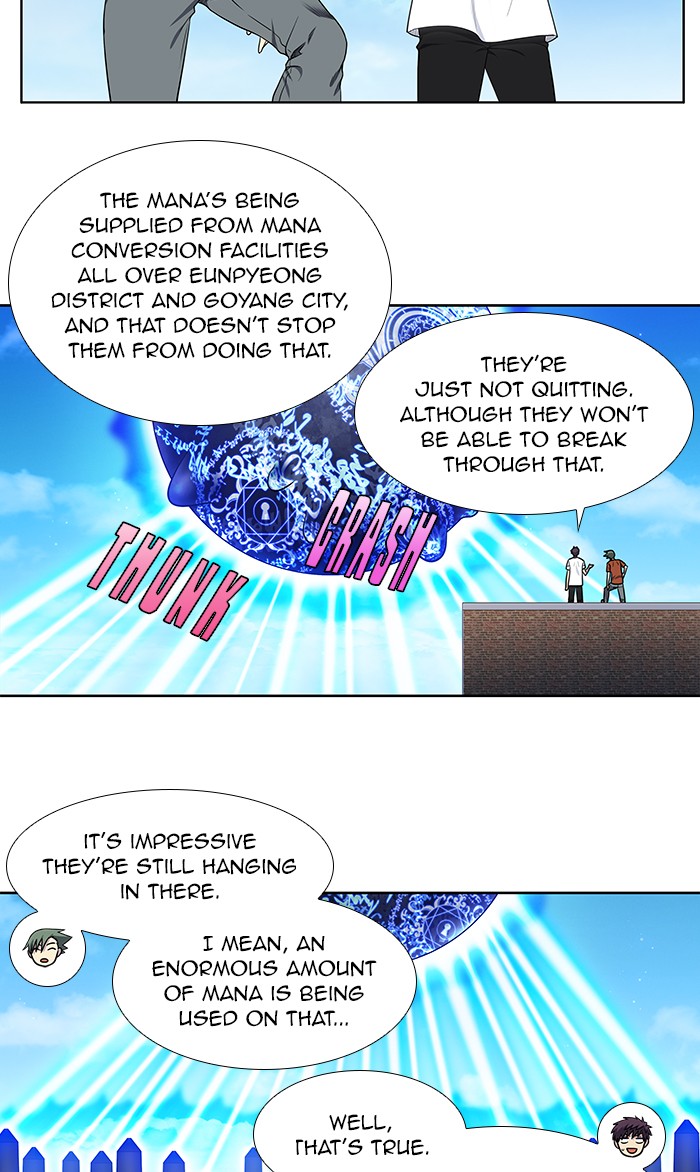 THE MANA'S BEING
SUPPLIED FROM MANA
CONVERSION FACILITIES
ALL OVER EUNPYEONG
DISTRICT AND GOYANG CITY,
AND THAT DOESN'T STOP
THEM FROM DOING THAT.
THEY'RE
JUST NOT QUITTING.
ALTHOUGH THEY WON'T
BE ABLE TO BREAK
THROUGH THAT.
THUNK
CRASH
IT'S IMPRESSIVE
THEY'RE STILL HANGING
IN THERE.
I MEAN, AN
ENORMOUS AMOUNT
OF MANA IS BEING
USED ON THAT...
WELL,
THAT'S TRUE.